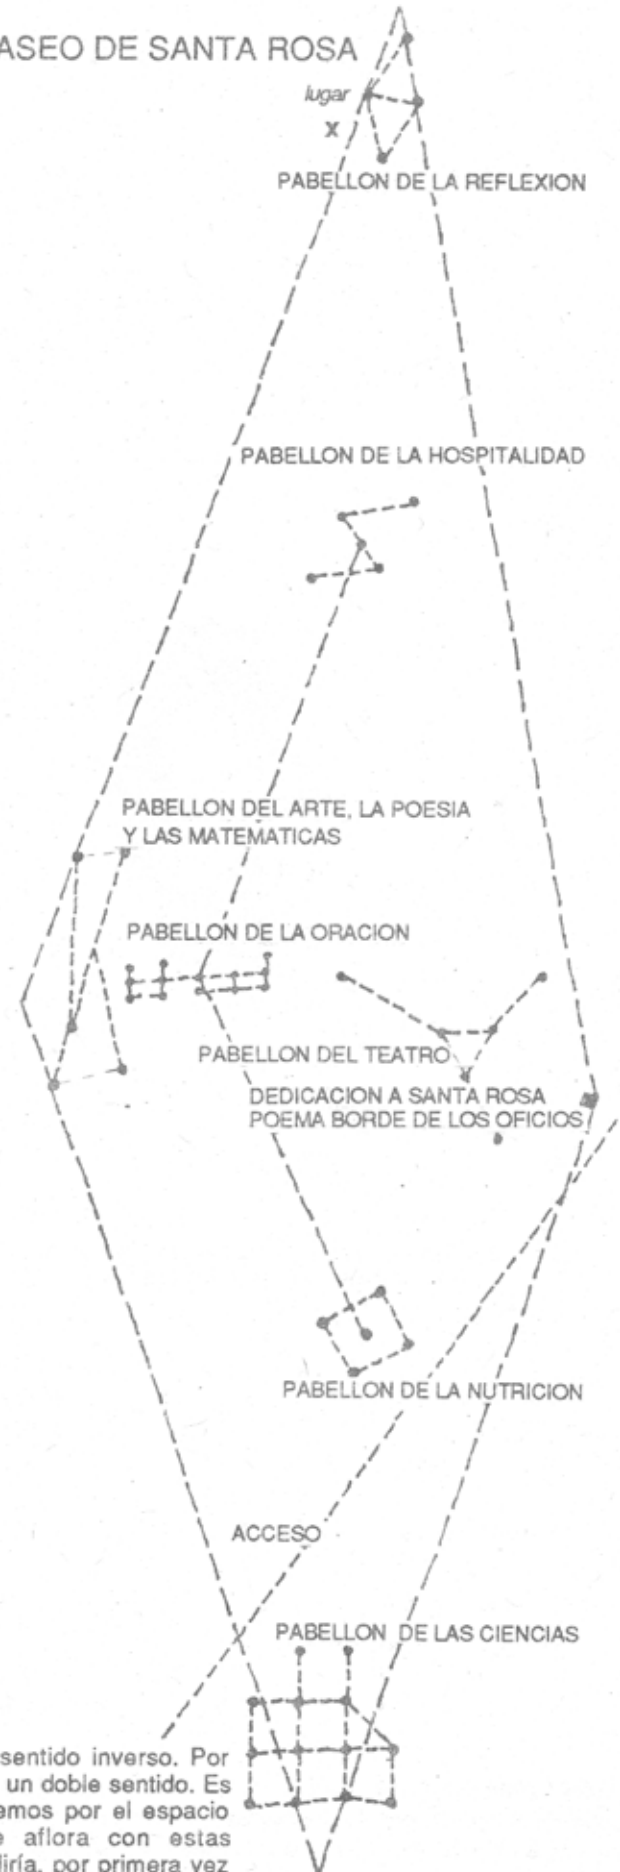 ASEO DE SANTA ROSA
lugar
X
PABELLON DE LA REFLEXION
PABELLON DE LA HOSPITALIDAD
PABELLON DEL ARTE, LA POESIA
Y LAS MATEMATICAS
PABELLON DE LA ORACION
PABELLON DEL TEATRO
DEDICACION A SANTA ROSA
POEMA BORDE DE LOS OFICIOS
PABELLON DE LA NUTRICION
ACCESO
PABELLON DE LAS CIENCIAS
sentido inverso. Por
un doble sentido. Es
emos por el espacio
e aflora con estas
diría, por primera vez